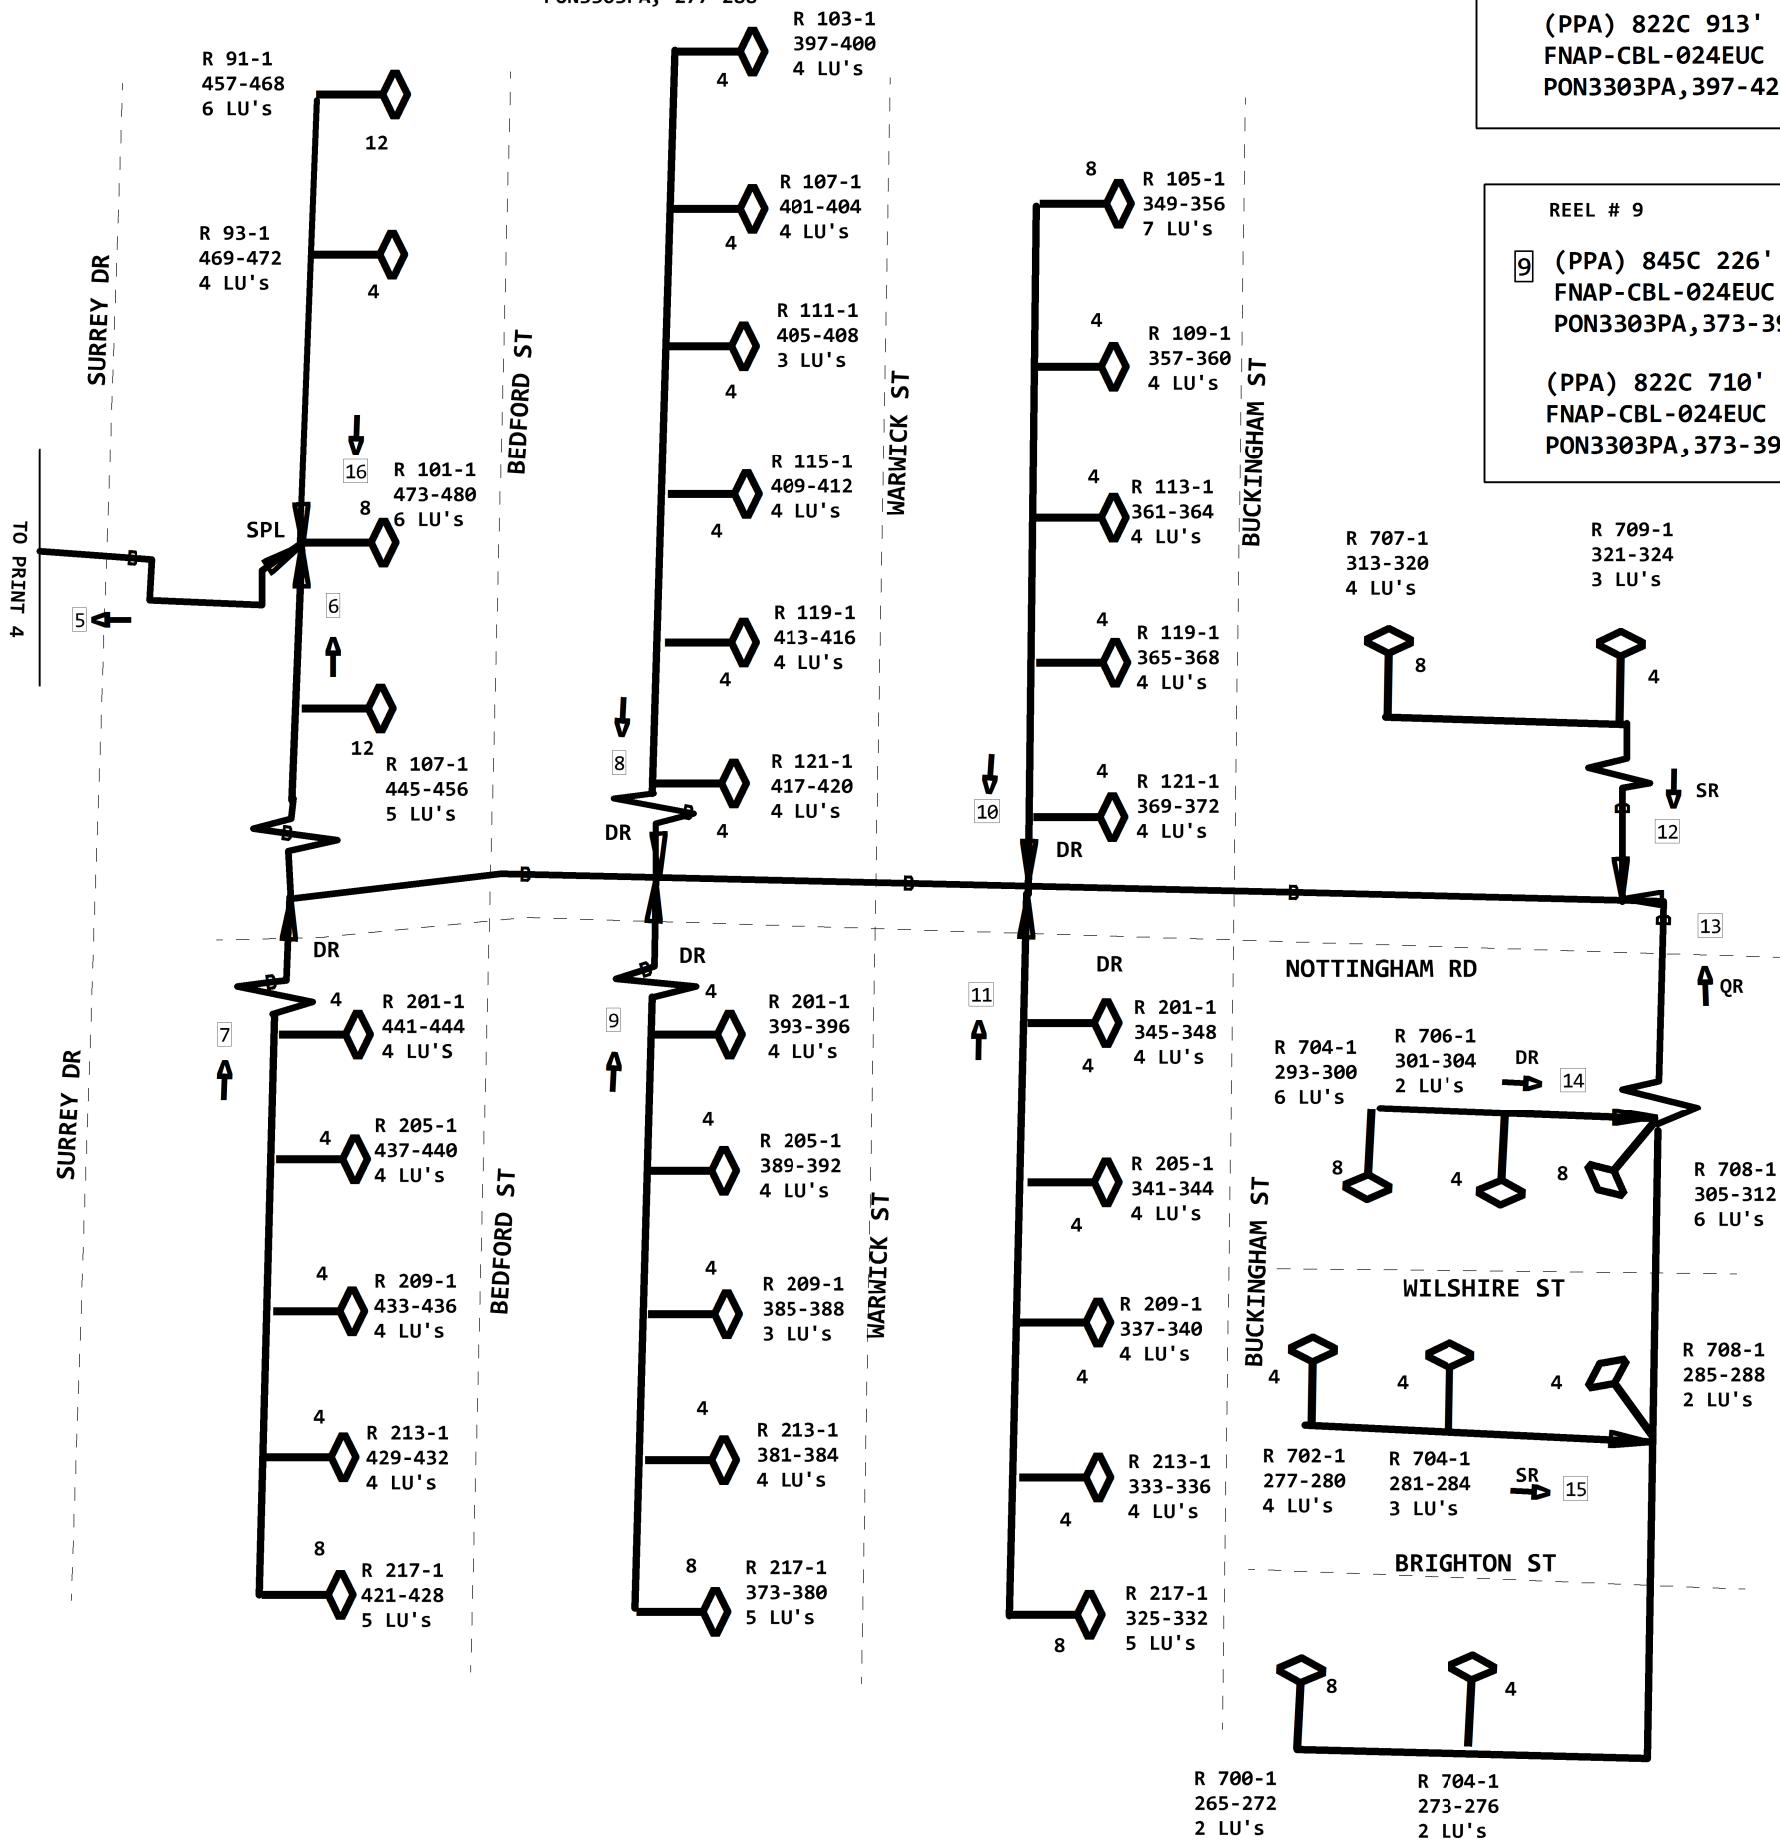 (PPA) 822C 913'
FNAP-CBL-024EUC
REEL # 9
9
(PPA) 845C 226'
FNAP-CBL-024EUC
(PPA) 822C 710'
FNAP-CBL-024EUC
R 91-1
457-468
6 LU's
12
R 93-1
469-472
4 LU's
4
SURREY DR
BEDFORD ST
16
R 101-1
473-480
6 LU's
8
SPL
TO PRINT 4
5
6
12
R 107-1
445-456
5 LU's
B
B
R 103-1
397-400
4 LU's
4
R 107-1
401-404
4 LU's
4
R 111-1
405-408
3 LU's
4
R 115-1
409-412
4 LU's
4
R 119-1
413-416
4 LU's
4
8
R 121-1
417-420
4 LU's
4
DR
B
WARWICK ST
8
R 105-1
349-356
7 LU's
4
R 109-1
357-360
4 LU's
4
R 113-1
361-364
4 LU's
4
R 119-1
365-368
4 LU's
4
R 121-1
369-372
4 LU's
10
DR
BUCKINGHAM ST
R 707-1
313-320
4 LU's
8
R 709-1
321-324
3 LU's
4
SR
12
B
B
B
B
B
13
QR
NOTTINGHAM RD
DR
B
7
4
R 201-1
441-444
4 LU'S
4
R 205-1
437-440
4 LU's
4
R 209-1
433-436
4 LU's
4
R 213-1
429-432
4 LU's
8
R 217-1
421-428
5 LU's
SURREY DR
BEDFORD ST
DR
B
9
4
R 201-1
393-396
4 LU's
4
R 205-1
389-392
4 LU's
4
R 209-1
385-388
3 LU's
4
R 213-1
381-384
4 LU's
8
R 217-1
373-380
5 LU's
WARWICK ST
DR
11
R 201-1
345-348
4 LU's
4
R 205-1
341-344
4 LU's
4
R 209-1
337-340
4 LU's
4
R 213-1
333-336
4 LU's
4
R 217-1
325-332
5 LU's
8
BUCKINGHAM ST
R 704-1
293-300
6 LU's
8
R 706-1
301-304
2 LU's
4
DR
14
8
R 708-1
305-312
6 LU's
WILSHIRE ST
4
4
4
R 708-1
285-288
2 LU's
R 702-1
277-280
4 LU's
R 704-1
281-284
3 LU's
SR
15
BRIGHTON ST
8
4
R 700-1
265-272
2 LU's
R 704-1
273-276
2 LU's